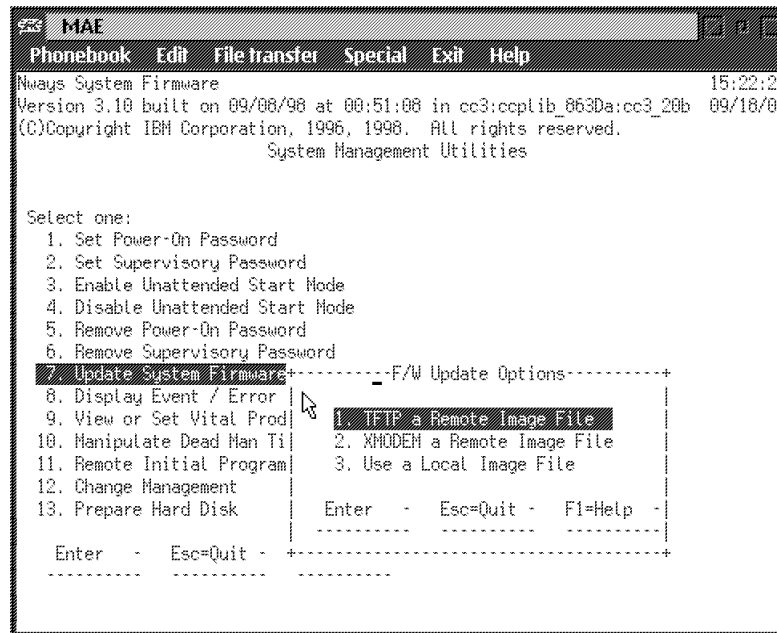 MAE
Phonebook Edit File transfer Special Exit Help
Nways System Firmware 15:22:2
Version 3.10 built on 09/08/98 at 00:51:08 in cc3:ccplib_863Da:cc3_20b 09/18/0
(C)Copyright IBM Corporation, 1996, 1998. All rights reserved.
System Management Utilities
Select one:
1. Set Power-On Password
2. Set Supervisory Password
3. Enable Unattended Start Mode
4. Disable Unattended Start Mode
5. Remove Power-On Password
6. Remove Supervisory Password
7. Update System Firmware+----------_-F/W Update Options----------+
8. Display Event / Error |
9. View or Set Vital Prod| 1. TFTP a Remote Image File |
10. Manipulate Dead Man Ti| 2. XMODEM a Remote Image File |
11. Remote Initial Program| 3. Use a Local Image File |
12. Change Management |
13. Prepare Hard Disk | Enter - Esc=Quit - F1=Help -|
| ---------- ---------- ----------|
Enter - Esc=Quit - +---------------------------------------+
---------- ---------- ----------